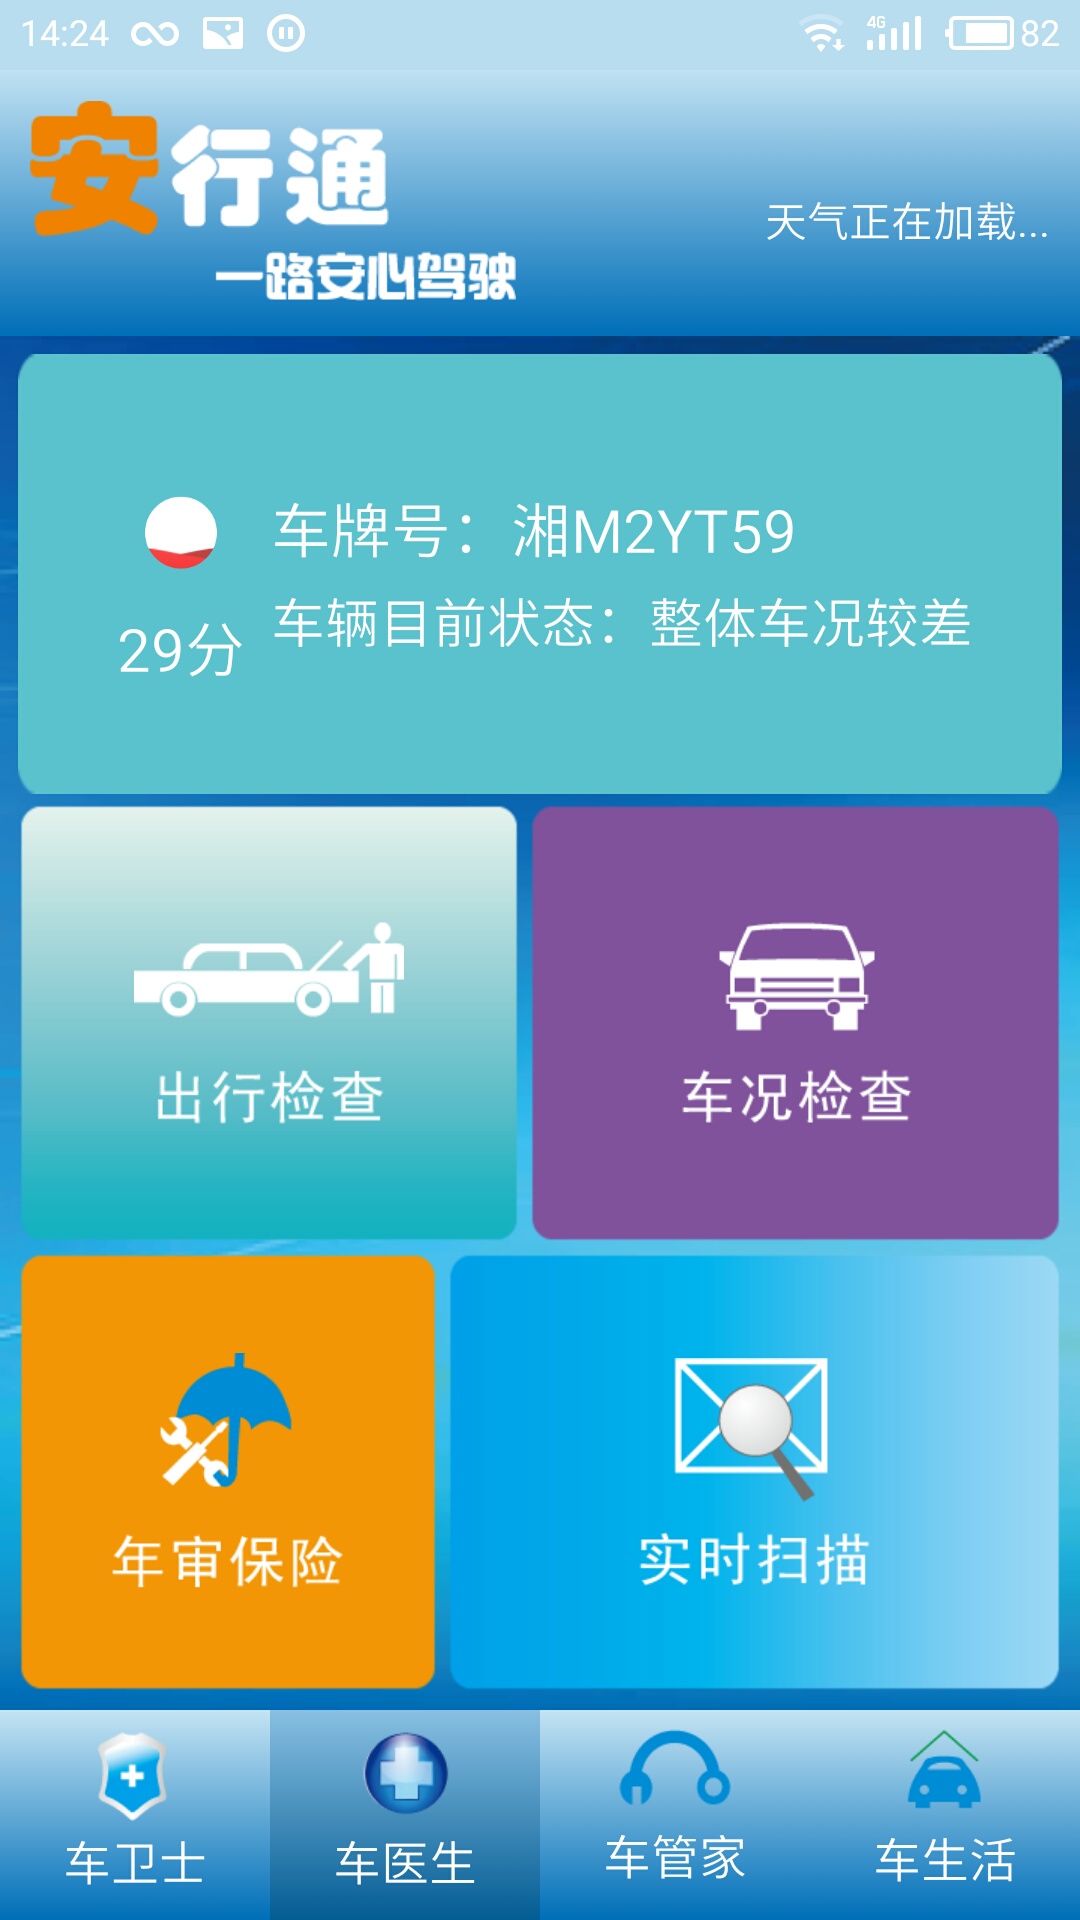 14:24
4G
82
安行通
一路安心驾驶
天气正在加载...
车牌号：湘M2YT59
车辆目前状态：整体车况较差
29分
出行检查
车况检查
年审保险
实时扫描
车卫士
车医生
车管家
车生活